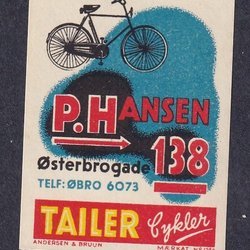 P. HANSEN
Østerbrogade 138
TELF: ØBRO 6073
TAILER Cykler
ANDERSEN & BRUUN